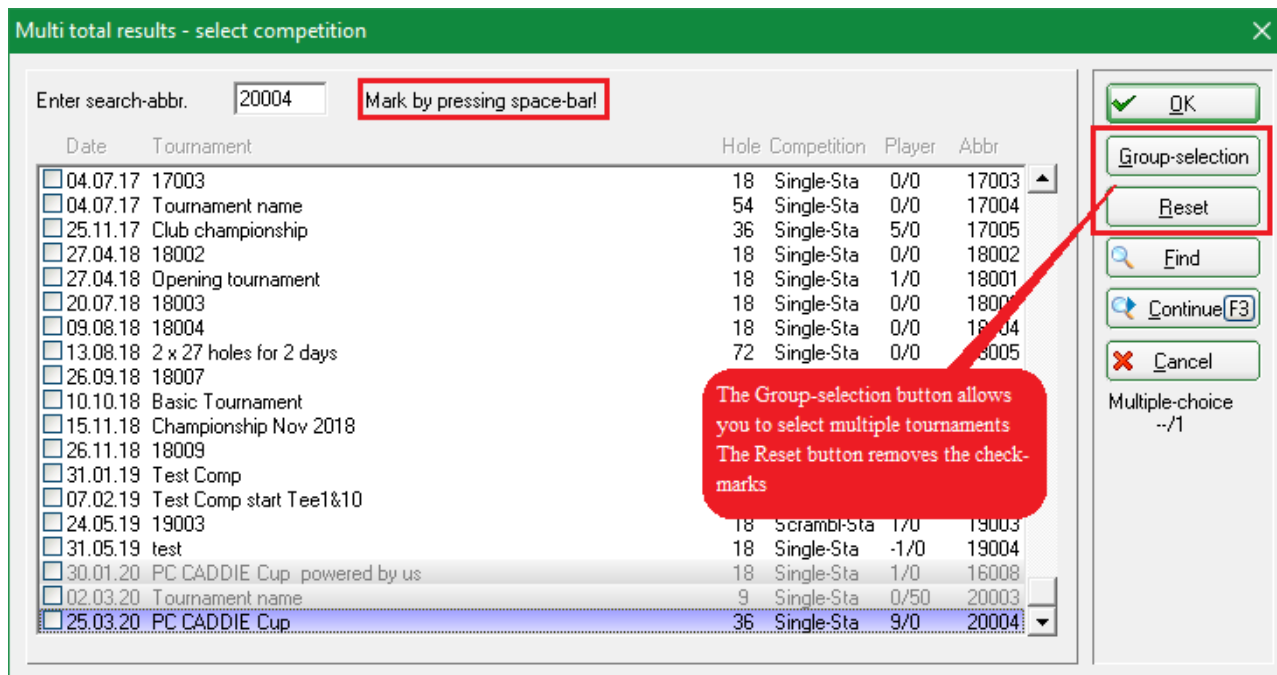 Multi total results - select competition
Enter search-abbr. 20004 Mark by pressing space-bar!
Date Tournament Hole Competition Player Abbr
04.07.17 17003 18 Single-Sta 0/0 17003
04.07.17 Tournament name 54 Single-Sta 0/0 17004
25.11.17 Club championship 36 Single-Sta 5/0 17005
27.04.18 18002 18 Single-Sta 0/0 18002
27.04.18 Opening tournament 18 Single-Sta 1/0 18001
20.07.18 18003 18 Single-Sta 0/0
09.08.18 18004 18 Single-Sta 0/0
13.08.18 2 x 27 holes for 2 days 72 Single-Sta 0/0
26.09.18 18007
10.10.18 Basic Tournament
15.11.18 Championship Nov 2018
26.11.18 18009
31.01.19 Test Comp
07.02.19 Test Comp start Tee1&10
24.05.19 19003 18 Scrambl-Sta 1/0 19003
31.05.19 test 18 Single-Sta -1/0 19004
30.01.20 PC CADDIE Cup powered by us 18 Single-Sta 1/0 16008
02.03.20 Tournament name 9 Single-Sta 0/50 20003
25.03.20 PC CADDIE Cup 36 Single-Sta 9/0 20004
The Group-selection button allows
you to select multiple tournaments
The Reset button removes the check-
marks
OK
Group-selection
Reset
Find
Continue F3
Cancel
Multiple-choice
--/1